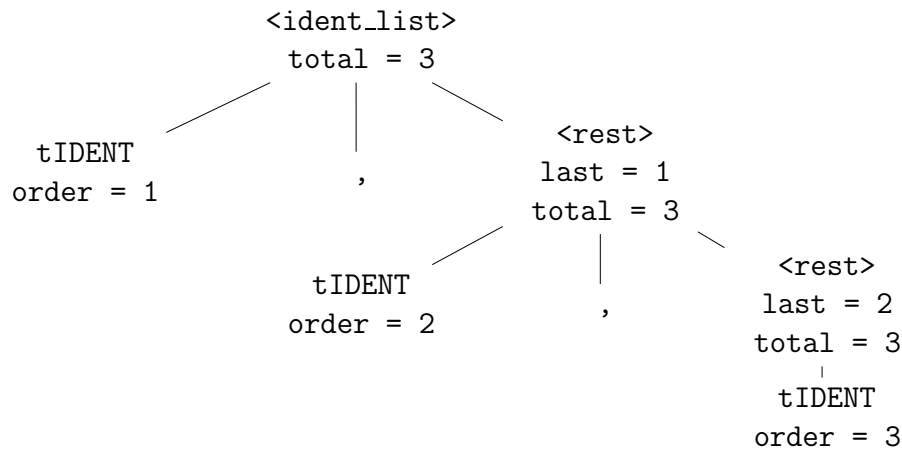 <ident_list>
total = 3
tIDENT
order = 1
,
<rest>
last = 1
total = 3
tIDENT
order = 2
,
<rest>
last = 2
total = 3
tIDENT
order = 3